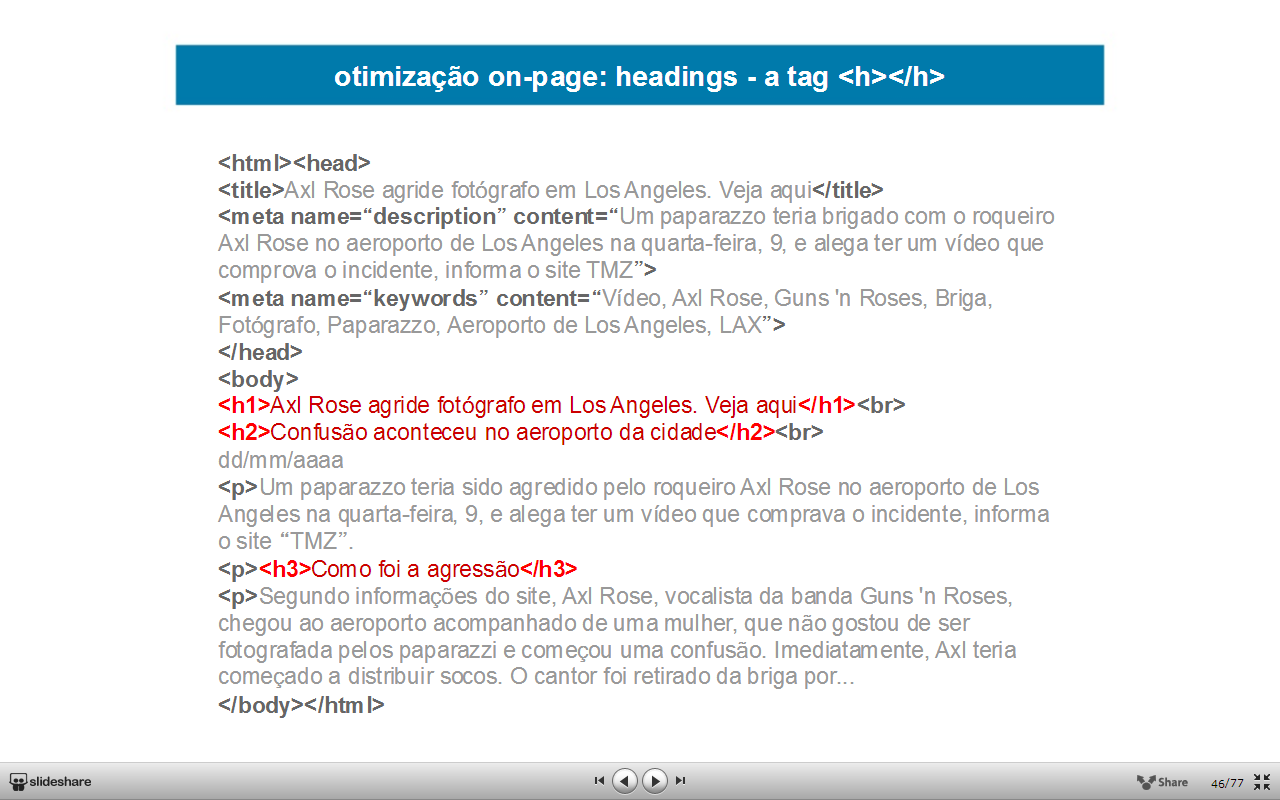 otimização on-page: headings - a tag <h></h>
<html><head>
<title>Axl Rose agride fotógrafo em Los Angeles. Veja aqui</title>
<meta name=“description” content=“Um paparazzo teria brigado com o roqueiro
Axl Rose no aeroporto de Los Angeles na quarta-feira, 9, e alega ter um vídeo que
comprova o incidente, informa o site TMZ”>
<meta name=“keywords” content=“Vídeo, Axl Rose, Guns 'n Roses, Briga,
Fotógrafo, Paparazzo, Aeroporto de Los Angeles, LAX”>
</head>
<body>
<h1>Axl Rose agride fotógrafo em Los Angeles. Veja aqui</h1><br>
<h2>Confusão aconteceu no aeroporto da cidade</h2><br>
dd/mm/aaaa
<p>Um paparazzo teria sido agredido pelo roqueiro Axl Rose no aeroporto de Los
Angeles na quarta-feira, 9, e alega ter um vídeo que comprava o incidente, informa
o site “TMZ”.
<p><h3>Como foi a agressão</h3>
<p>Segundo informações do site, Axl Rose, vocalista da banda Guns 'n Roses,
chegou ao aeroporto acompanhado de uma mulher, que não gostou de ser
fotografada pelos paparazzi e começou uma confusão. Imediatamente, Axl teria
começado a distribuir socos. O cantor foi retirado da briga por...
</body></html>
slideshare
Share
46/77